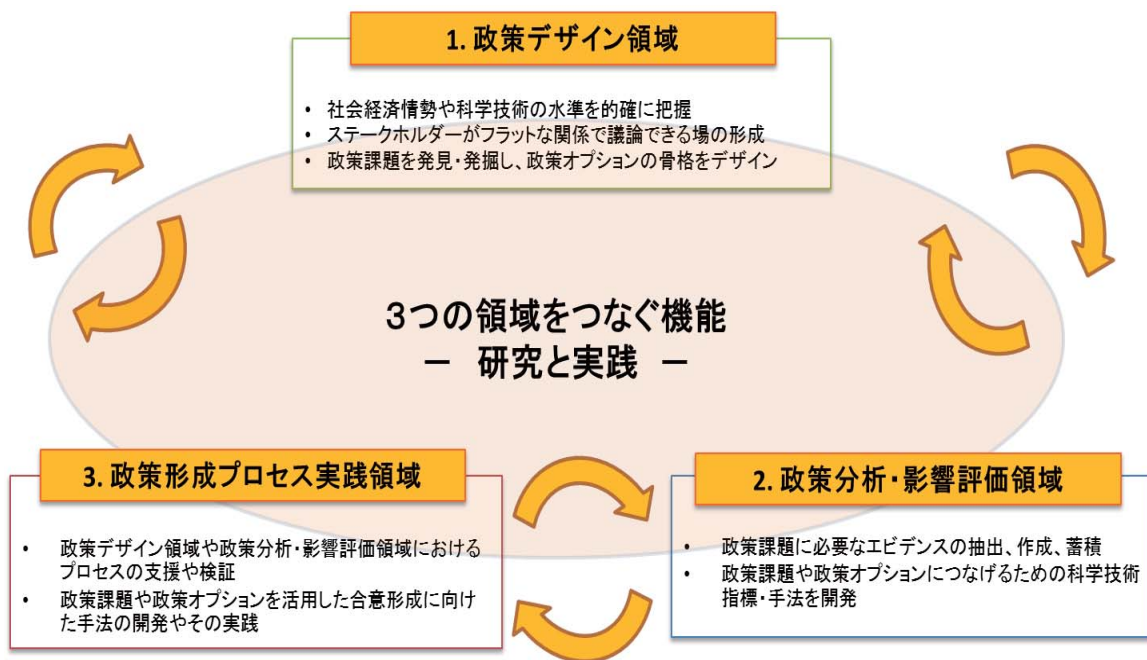 1. 政策デザイン領域
• 社会経済情勢や科学技術の水準を的確に把握
• ステークホルダーがフラットな関係で議論できる場の形成
• 政策課題を発見・発掘し、政策オプションの骨格をデザイン
3つの領域をつなぐ機能
－ 研究と実践 －
3. 政策形成プロセス実践領域
• 政策デザイン領域や政策分析・影響評価領域における
プロセスの支援や検証
• 政策課題や政策オプションを活用した合意形成に向け
た手法の開発やその実践
2. 政策分析・影響評価領域
• 政策課題に必要なエビデンスの抽出、作成、蓄積
• 政策課題や政策オプションにつなげるための科学技術
指標・手法を開発